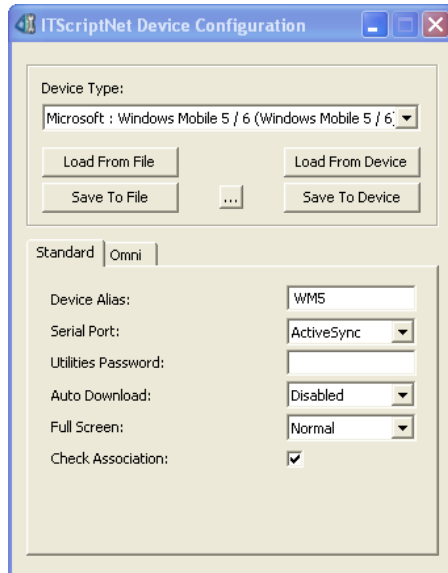 ITScriptNet Device Configuration
Device Type:
Microsoft : Windows Mobile 5 / 6 (Windows Mobile 5 / 6)
Load From File
Load From Device
Save To File
...
Save To Device
Standard
Omni
Device Alias:
WM5
Serial Port:
ActiveSync
Utilities Password:
Auto Download:
Disabled
Full Screen:
Normal
Check Association: